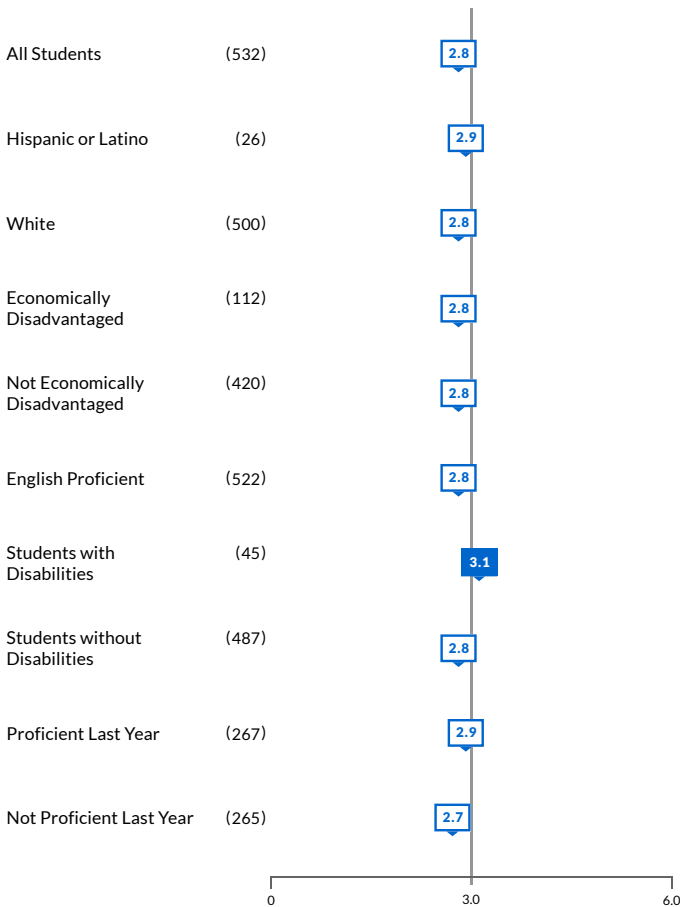 All Students (532) 2.8
Hispanic or Latino (26) 2.9
White (500) 2.8
Economically (112)
Disadvantaged 2.8
Not Economically (420)
Disadvantaged 2.8
English Proficient (522) 2.8
Students with (45)
Disabilities 3.1
Students without (487)
Disabilities 2.8
Proficient Last Year (267) 2.9
Not Proficient Last Year (265) 2.7
0 3.0 6.0